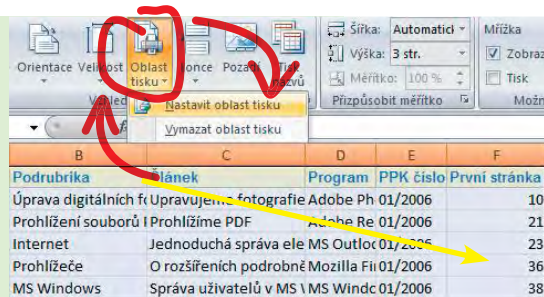 Šířka: Automatick Mřížka
Výška: 3 str. Zobraz
Orientace Velikost Oblast tisku Konce Pozadí Tisk názvů Měřítko: 100 % Tisk
Vzhled Přizpůsobit měřítko Možn
Nastavit oblast tisku
Vymazat oblast tisku
B C D E F
Podrubrika Článek Program PPK číslo První stránka
Úprava digitálních fo Upravujeme fotografie Adobe Ph 01/2006 10
Prohlížení souborů P Prohlížíme PDF Adobe Re 01/2006 21
Internet Jednoduchá správa ele MS Outloo 01/2006 23
Prohlížeče O rozšířeních podrobně Mozilla Fir 01/2006 36
MS Windows Správa uživatelů v MS W MS Windo 01/2006 38